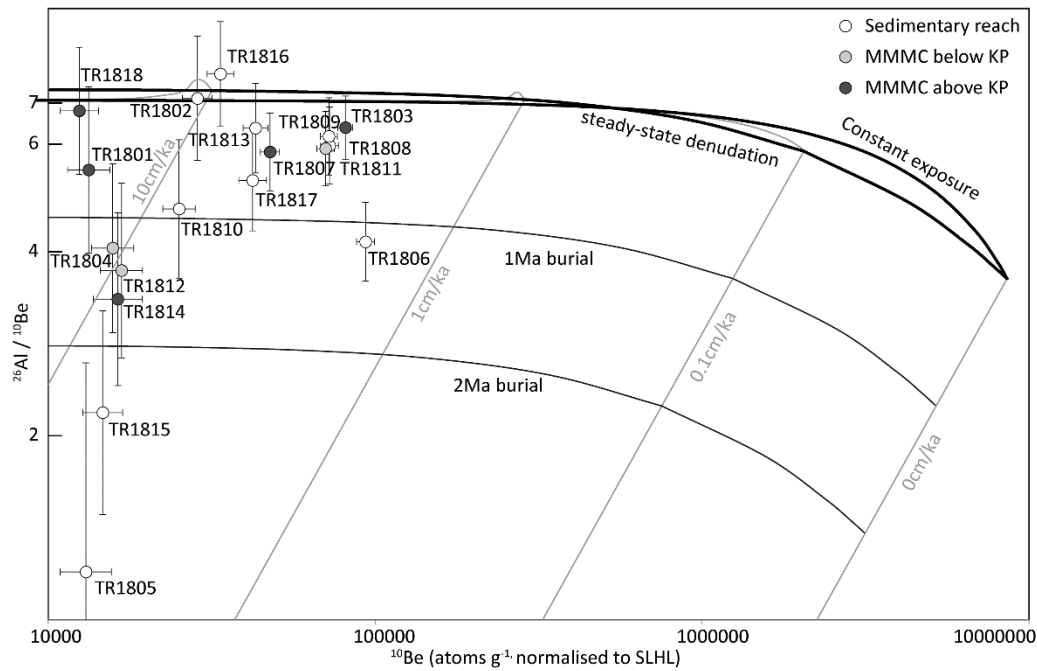 Sedimentary reach
MMMC below KP
MMMC above KP
TR1816
TR1818
TR1802
TR1813
TR1809
TR1803
TR1808
TR1801
TR1807
TR1811
TR1817
TR1810
TR1804
TR1806
TR1812
TR1814
TR1815
TR1805
steady-state denudation
Constant exposure
1Ma burial
2Ma burial
10cm/ka
1cm/ka
0.1cm/ka
0cm/ka
7
6
4
2
²⁶Al / ¹⁰Be
10000
100000
1000000
10000000
¹⁰Be (atoms g⁻¹, normalised to SLHL)